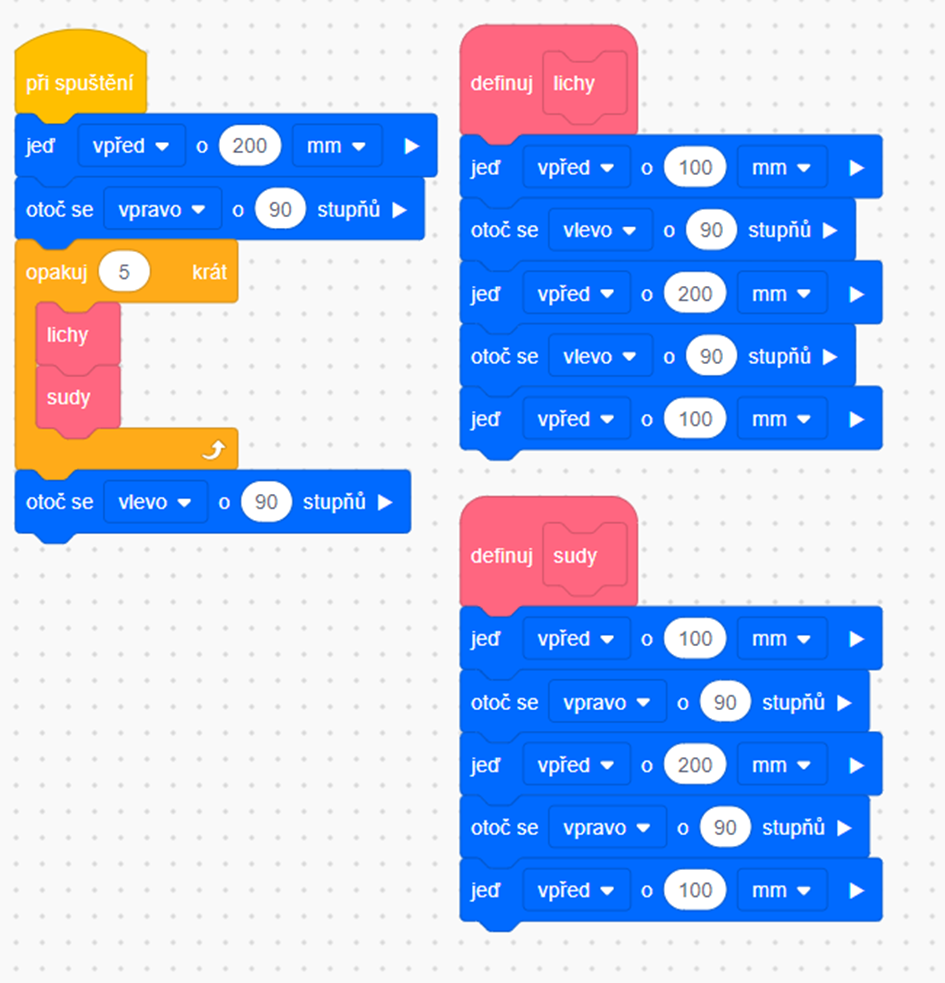 při spuštění
jeď vpřed o 200 mm
otoč se vpravo o 90 stupňů
opakuj 5 krát
lichy
sudy
otoč se vlevo o 90 stupňů
definuj lichy
jeď vpřed o 100 mm
otoč se vlevo o 90 stupňů
jeď vpřed o 200 mm
otoč se vlevo o 90 stupňů
jeď vpřed o 100 mm
definuj sudy
jeď vpřed o 100 mm
otoč se vpravo o 90 stupňů
jeď vpřed o 200 mm
otoč se vpravo o 90 stupňů
jeď vpřed o 100 mm